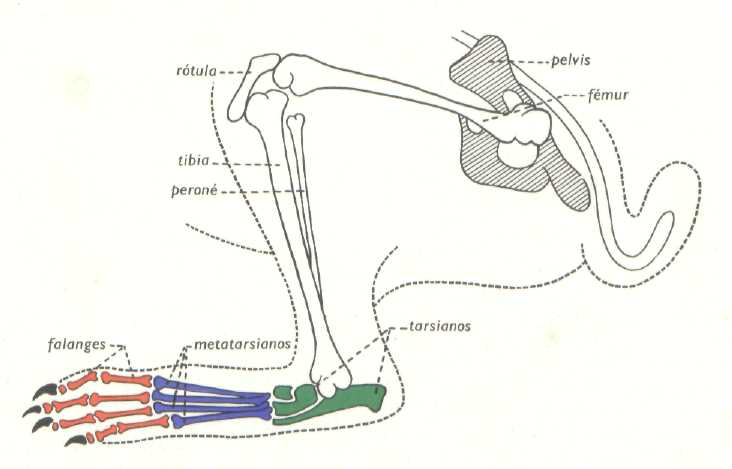 pelvis
rótula
fémur
tibia
peroné
tarsianos
falanges
metatarsianos